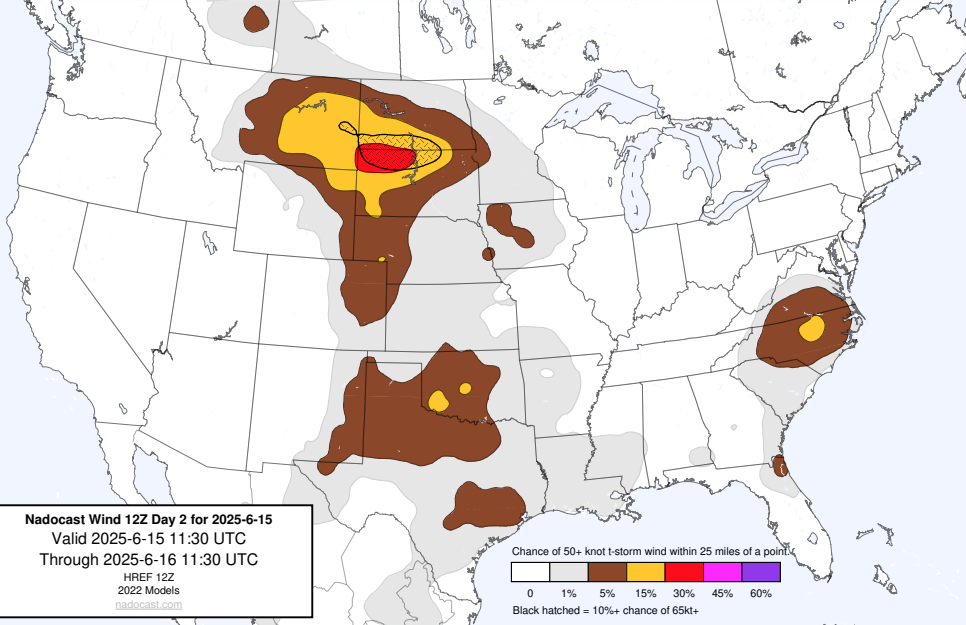 Nadocast Wind 12Z Day 2 for 2025-6-15
Valid 2025-6-15 11:30 UTC
Through 2025-6-16 11:30 UTC
HREF 12Z
2022 Models
nadocast.com
Chance of 50+ knot t-storm wind within 25 miles of a point.
0 1% 5% 15% 30% 45% 60%
Black hatched = 10%+ chance of 65kt+